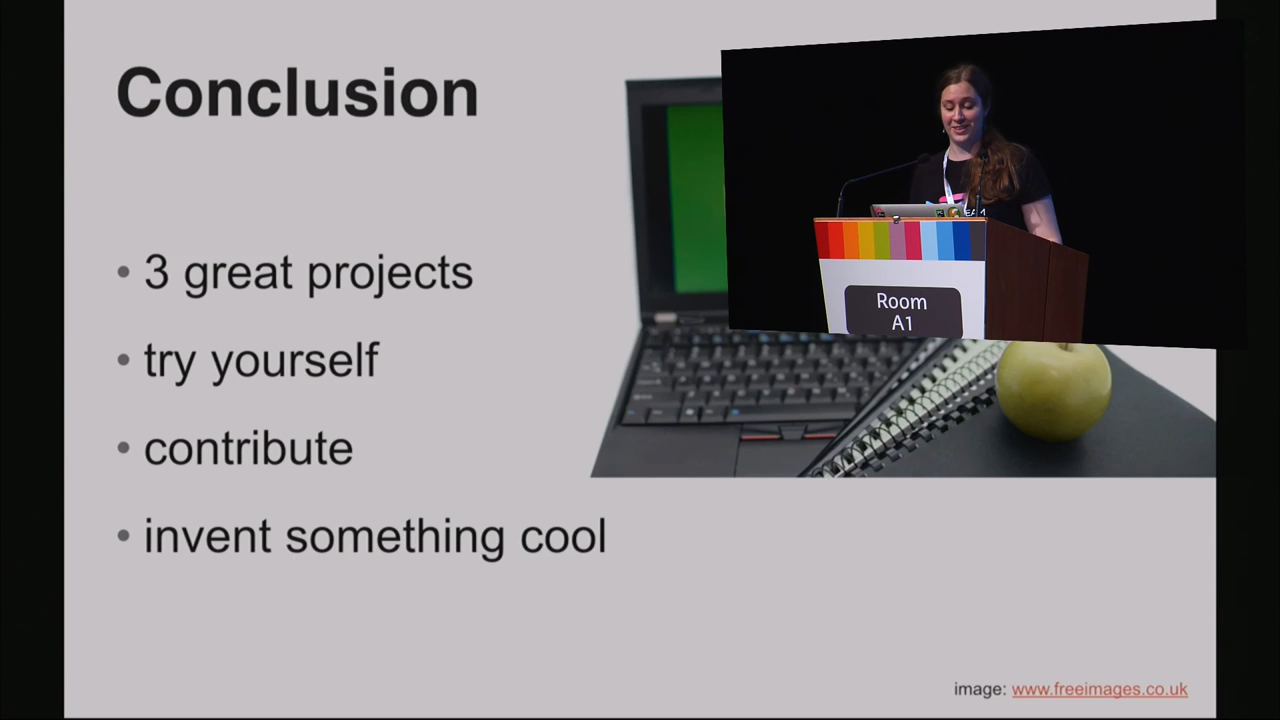 Conclusion
• 3 great projects
• try yourself
• contribute
• invent something cool
Room
A1
image: www.freeimages.co.uk